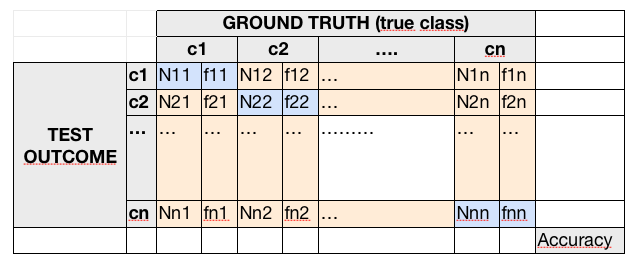 GROUND TRUTH (true class)
c1 c2 .... cn
c1 N11 f11 N12 f12 ... N1n f1n
c2 N21 f21 N22 f22 ... N2n f2n
TEST OUTCOME
... ... ... ... ... ......... ... ...
cn Nn1 fn1 Nn2 fn2 ... Nnn fnn
Accuracy